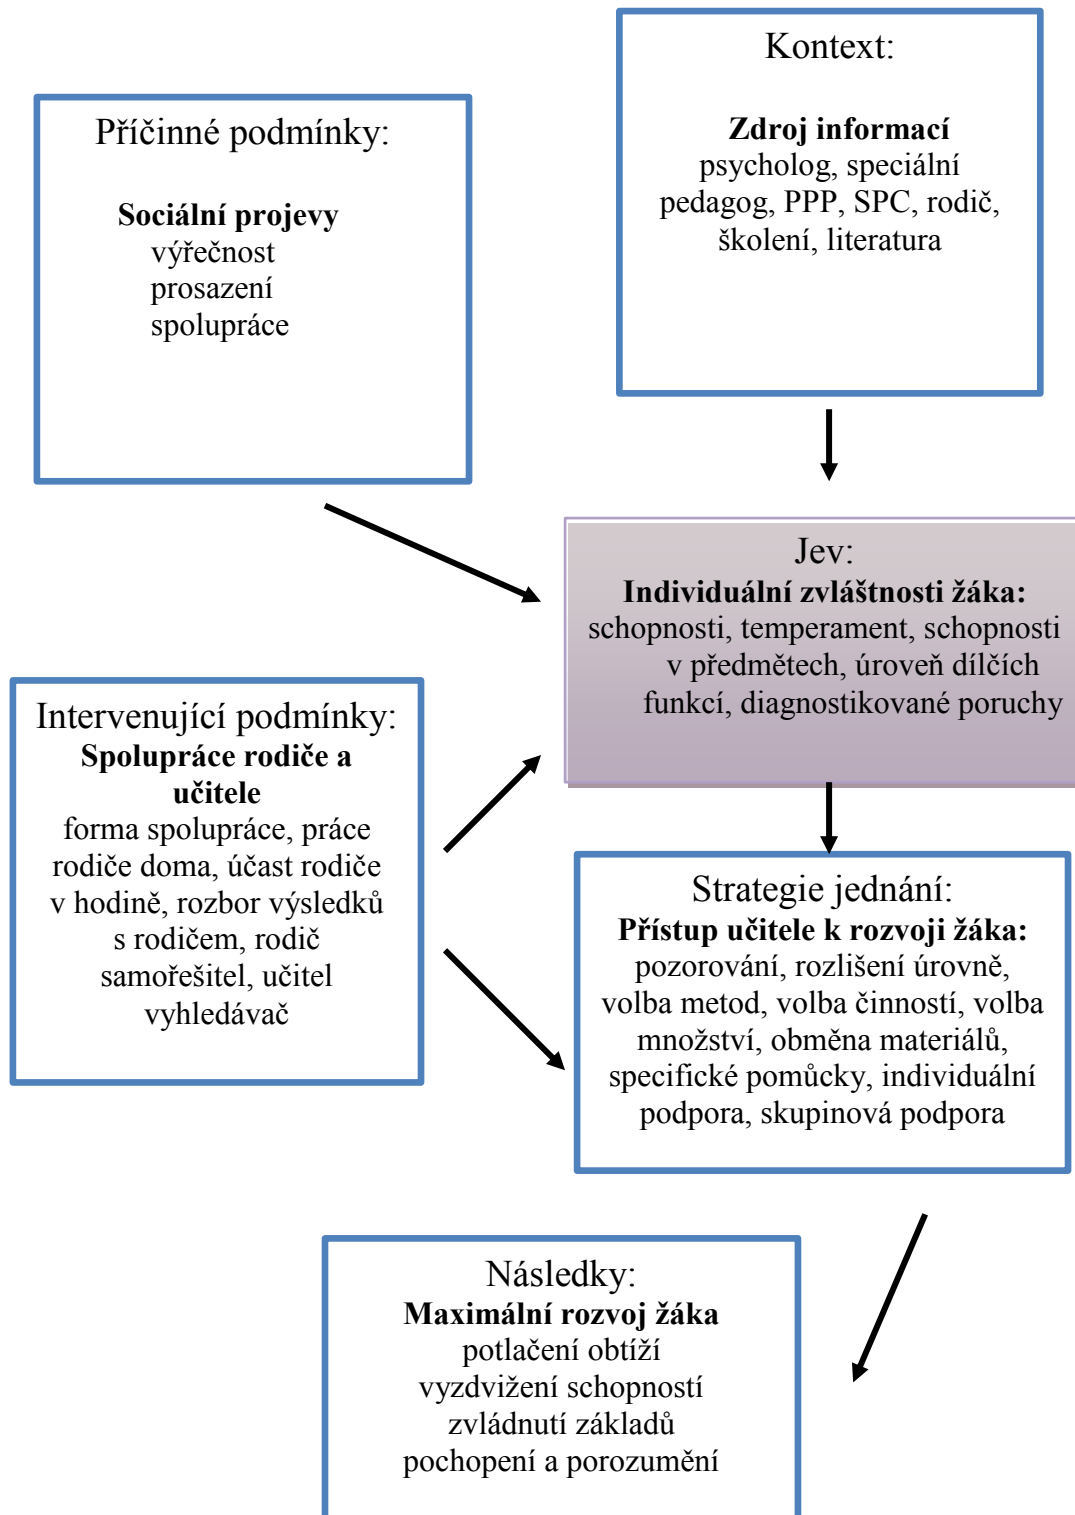 Kontext:
Zdroj informací
psycholog, speciální
pedagog, PPP, SPC, rodič,
školení, literatura
Příčinné podmínky:
Sociální projevy
výřečnost
prosazení
spolupráce
Jev:
Individuální zvláštnosti žáka:
schopnosti, temperament, schopnosti
v předmětech, úroveň dílčích
funkcí, diagnostikované poruchy
Intervenující podmínky:
Spolupráce rodiče a
učitele
forma spolupráce, práce
rodiče doma, účast rodiče
v hodině, rozbor výsledků
s rodičem, rodič
samořešitel, učitel
vyhledávač
Strategie jednání:
Přístup učitele k rozvoji žáka:
pozorování, rozlišení úrovně,
volba metod, volba činností, volba
množství, obměna materiálů,
specifické pomůcky, individuální
podpora, skupinová podpora
Následky:
Maximální rozvoj žáka
potlačení obtíží
vyzdvižení schopností
zvládnutí základů
pochopení a porozumění